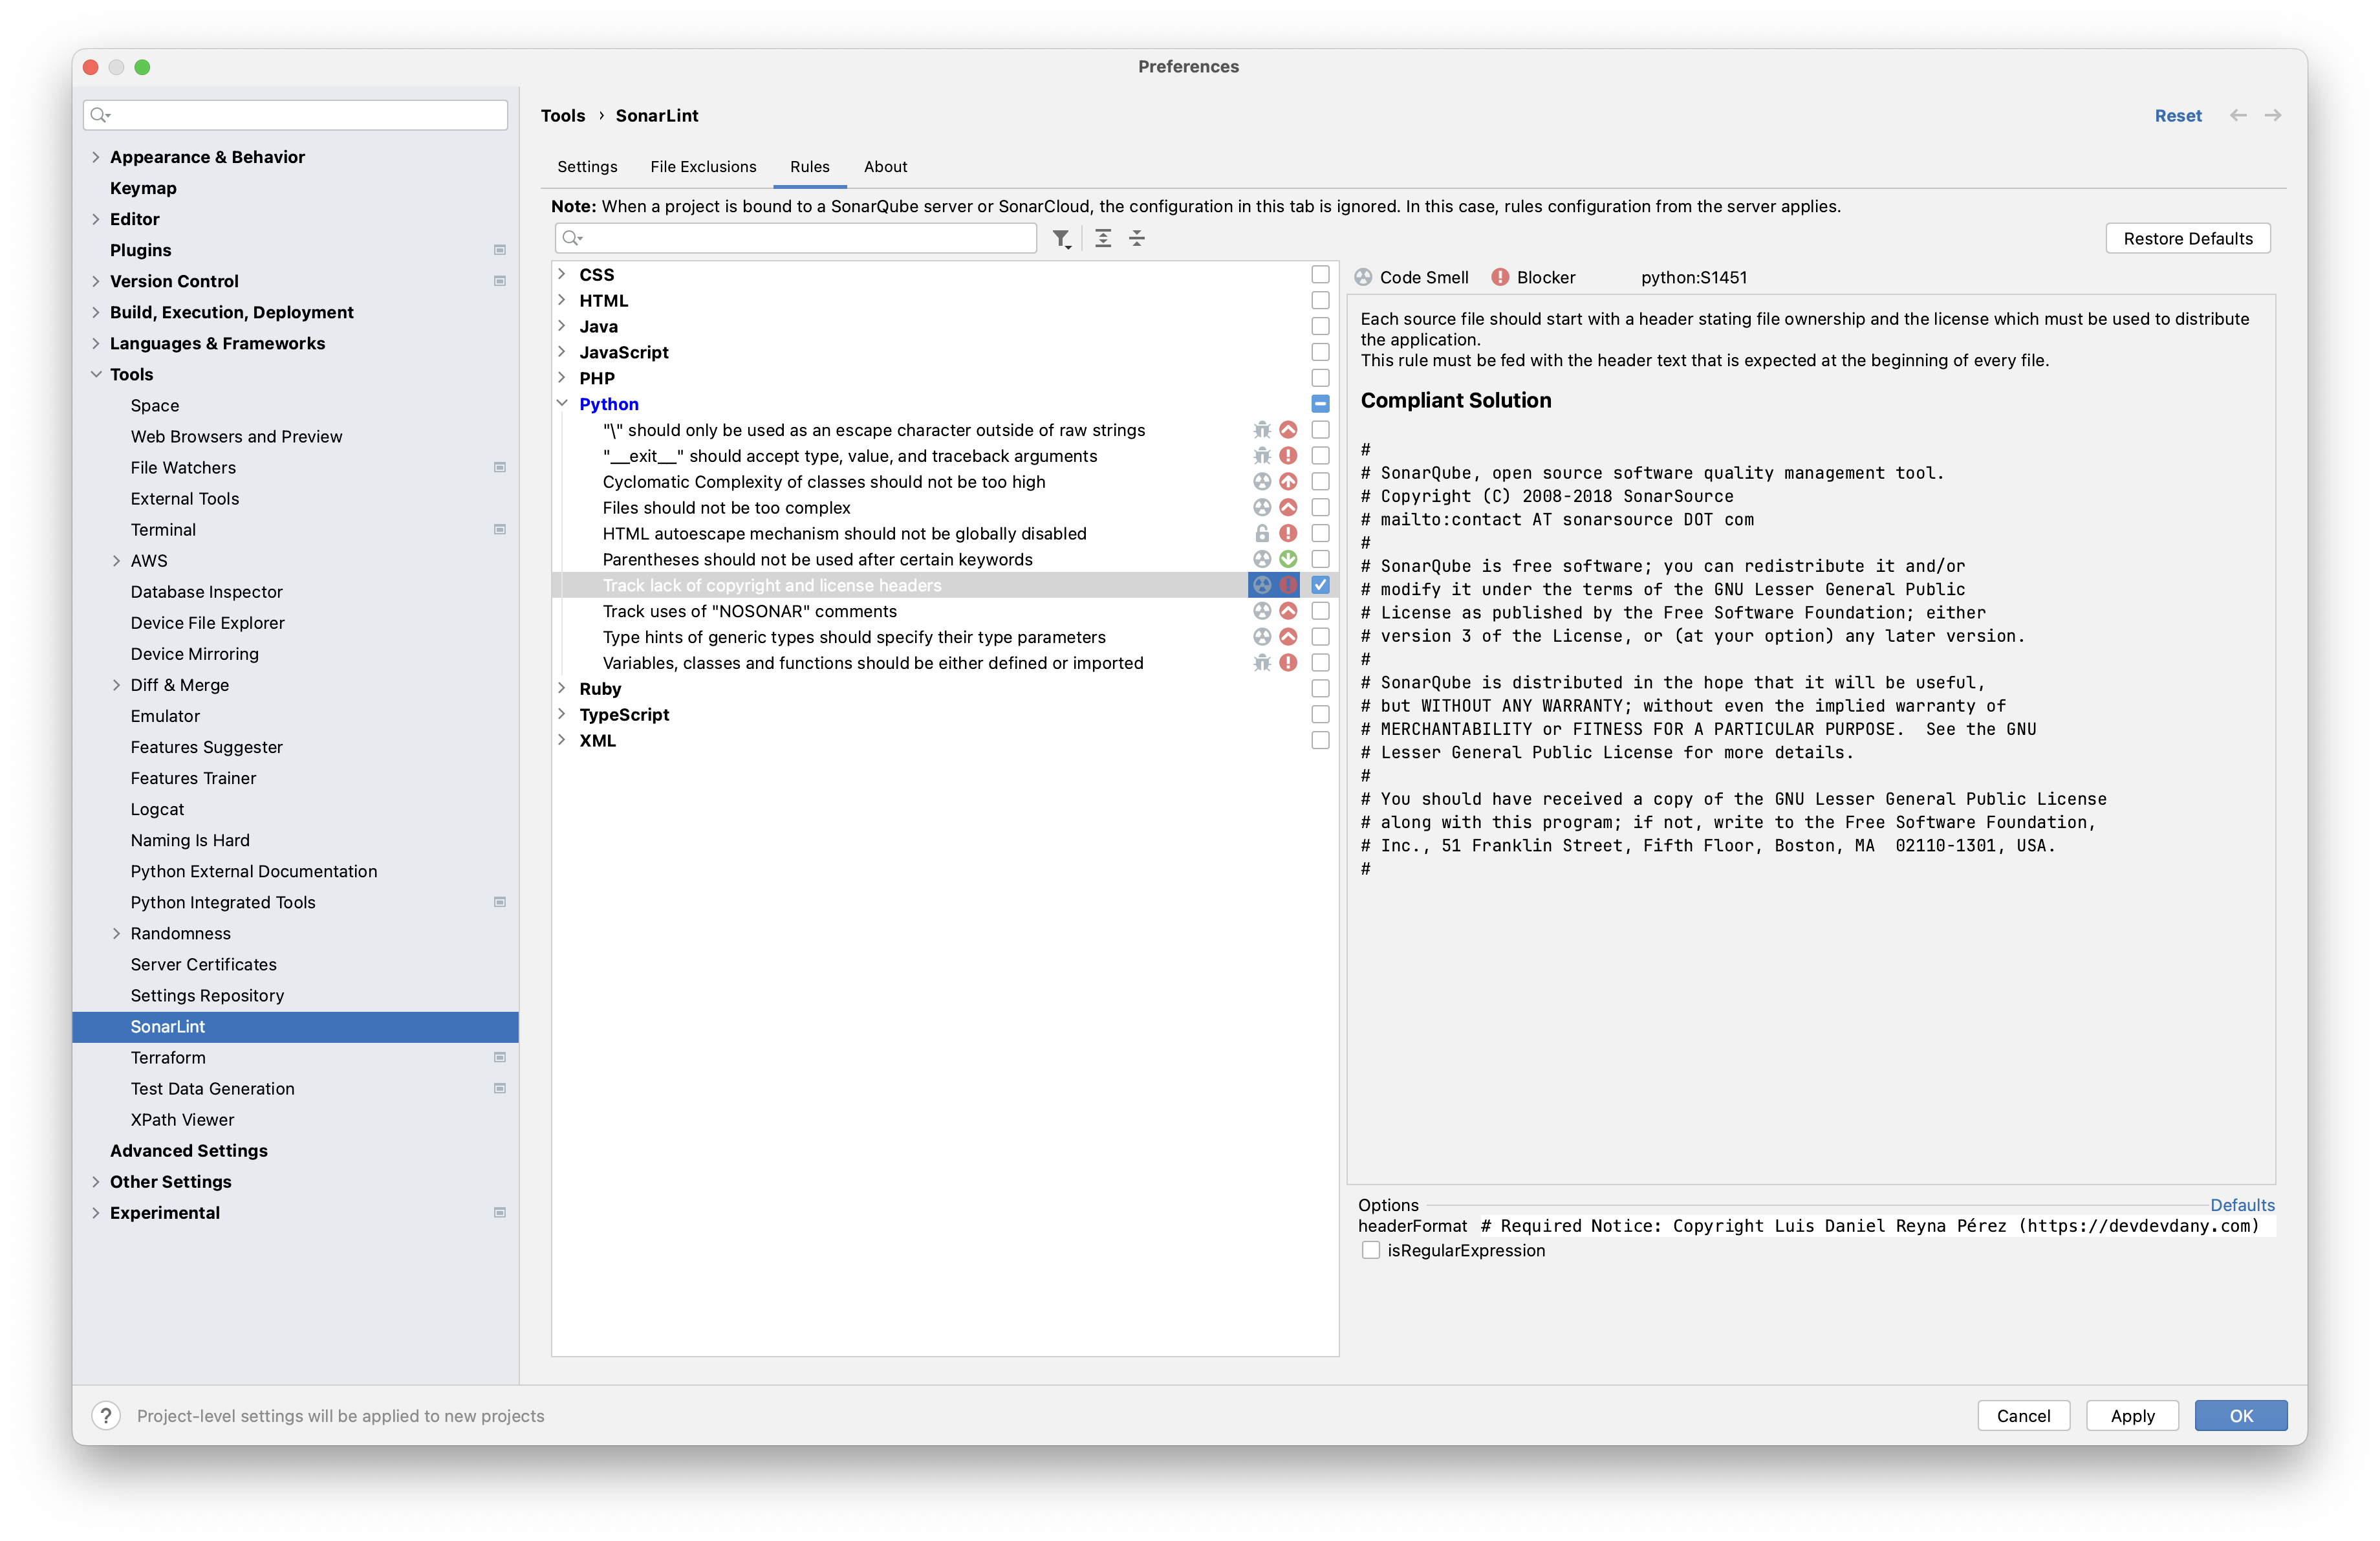 Preferences
Appearance & Behavior
Keymap
Editor
Plugins
Version Control
Build, Execution, Deployment
Languages & Frameworks
Tools
Space
Web Browsers and Preview
File Watchers
External Tools
Terminal
AWS
Database Inspector
Device File Explorer
Device Mirroring
Diff & Merge
Emulator
Features Suggester
Features Trainer
Logcat
Naming Is Hard
Python External Documentation
Python Integrated Tools
Randomness
Server Certificates
Settings Repository
SonarLint
Terraform
Test Data Generation
XPath Viewer
Advanced Settings
Other Settings
Experimental
Tools › SonarLint
Reset
Settings File Exclusions Rules About
Note: When a project is bound to a SonarQube server or SonarCloud, the configuration in this tab is ignored. In this case, rules configuration from the server applies.
Restore Defaults
CSS
HTML
Java
JavaScript
PHP
Python
"\" should only be used as an escape character outside of raw strings
"__exit__" should accept type, value, and traceback arguments
Cyclomatic Complexity of classes should not be too high
Files should not be too complex
HTML autoescape mechanism should not be globally disabled
Parentheses should not be used after certain keywords
Track lack of copyright and license headers
Track uses of "NOSONAR" comments
Type hints of generic types should specify their type parameters
Variables, classes and functions should be either defined or imported
Ruby
TypeScript
XML
Code Smell Blocker python:S1451
Each source file should start with a header stating file ownership and the license which must be used to distribute
the application.
This rule must be fed with the header text that is expected at the beginning of every file.
Compliant Solution
#
# SonarQube, open source software quality management tool.
# Copyright (C) 2008-2018 SonarSource
# mailto:contact AT sonarsource DOT com
#
# SonarQube is free software; you can redistribute it and/or
# modify it under the terms of the GNU Lesser General Public
# License as published by the Free Software Foundation; either
# version 3 of the License, or (at your option) any later version.
#
# SonarQube is distributed in the hope that it will be useful,
# but WITHOUT ANY WARRANTY; without even the implied warranty of
# MERCHANTABILITY or FITNESS FOR A PARTICULAR PURPOSE.  See the GNU
# Lesser General Public License for more details.
#
# You should have received a copy of the GNU Lesser General Public License
# along with this program; if not, write to the Free Software Foundation,
# Inc., 51 Franklin Street, Fifth Floor, Boston, MA  02110-1301, USA.
#
Options Defaults
headerFormat # Required Notice: Copyright Luis Daniel Reyna Pérez (https://devdevdany.com)
isRegularExpression
? Project-level settings will be applied to new projects
Cancel Apply OK